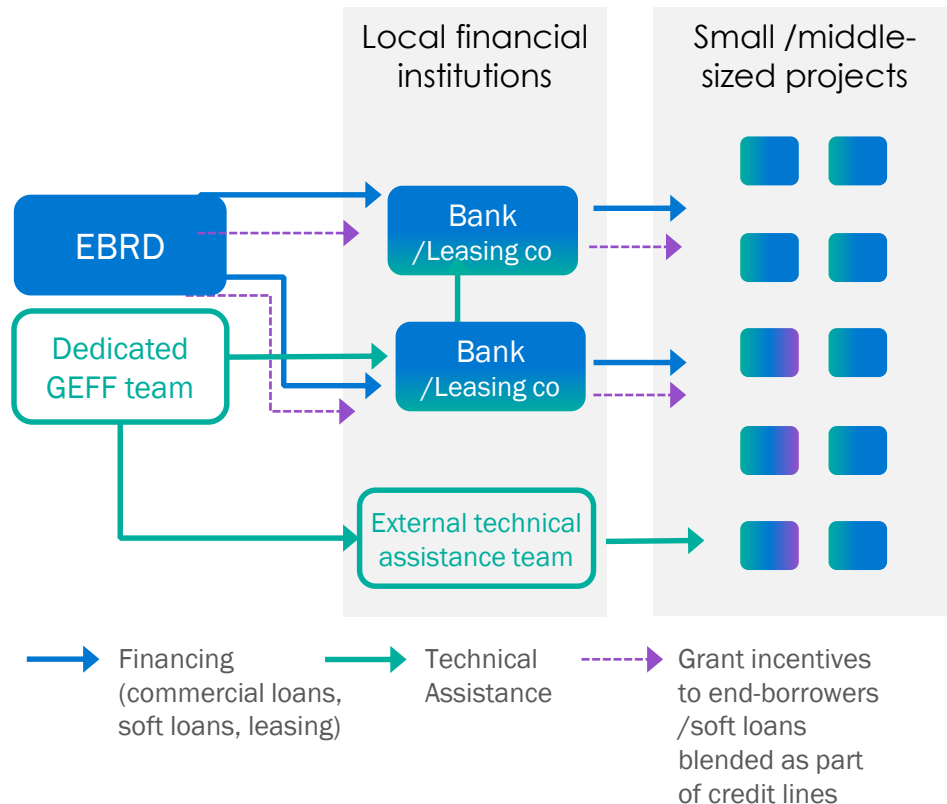 Local financial
institutions
Small /middle-
sized projects
EBRD
Bank
/Leasing co
Dedicated
GEFF team
Bank
/Leasing co
External technical
assistance team
Financing
(commercial loans,
soft loans, leasing)
Technical
Assistance
Grant incentives
to end-borrowers
/soft loans
blended as part
of credit lines